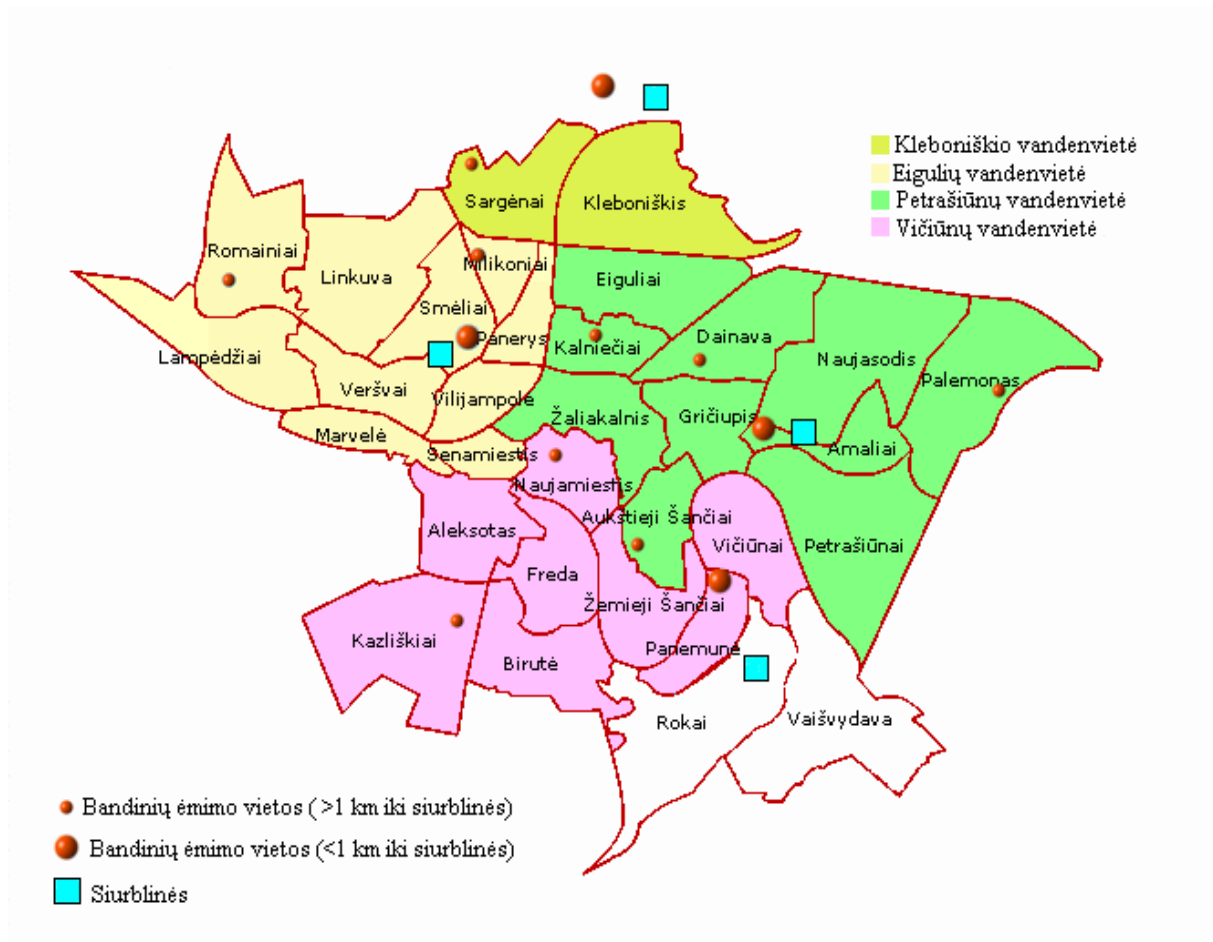 Kleboniškio vandenvietė
Eigulių vandenvietė
Petrašiūnų vandenvietė
Vičiūnų vandenvietė
Sargėnai
Kleboniškis
Romainiai
Linkuva
Milikoniai
Eiguliai
Smėliai
Panerys
Kalniečiai
Dainava
Naujasodis
Lampėdžiai
Veršvai
Vilijampolė
Palemonas
Marvelė
Žaliakalnis
Gričiupis
Senamiestis
Amaliai
Naujamiestis
Aleksotas
Aukštieji Šančiai
Vičiūnai
Petrašiūnai
Freda
Žemieji Šančiai
Kazliškiai
Birutė
Panemunė
Rokai
Vaišvydava
Bandinių ėmimo vietos ( >1 km iki siurblinės)
Bandinių ėmimo vietos (<1 km iki siurblinės)
Siurblinės